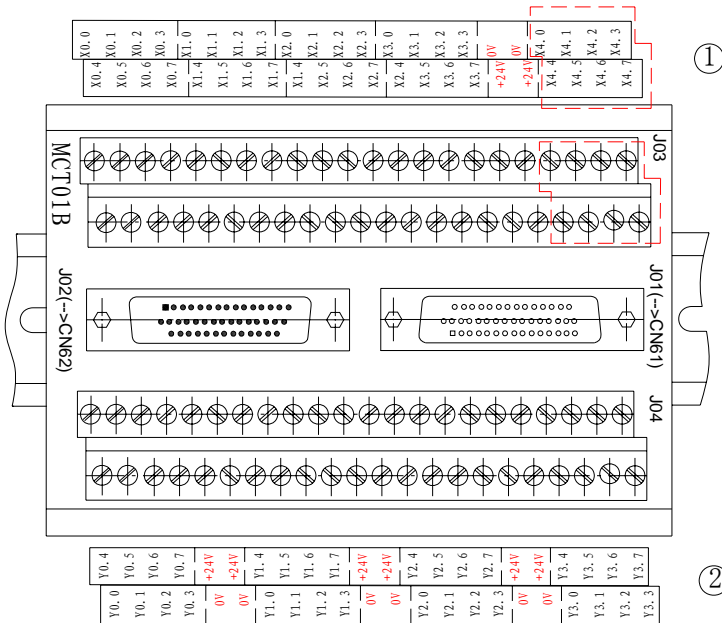 X0.0 X0.1 X0.2 X0.3 X1.0 X1.1 X1.2 X1.3 X2.0 X2.1 X2.2 X2.3 X3.0 X3.1 X3.2 X3.3 0V 0V X4.0 X4.1 X4.2 X4.3
X0.4 X0.5 X0.6 X0.7 X1.4 X1.5 X1.6 X1.7 X1.4 X2.5 X2.6 X2.7 X2.4 X3.5 X3.6 X3.7 +24V +24V X4.4 X4.5 X4.6 X4.7
①
MCT01B
J03
J02(-->CN62)
J01(-->CN61)
J04
Y0.4 Y0.5 Y0.6 Y0.7 +24V +24V Y1.4 Y1.5 Y1.6 Y1.7 +24V +24V Y2.4 Y2.5 Y2.6 Y2.7 +24V +24V Y3.4 Y3.5 Y3.6 Y3.7
Y0.0 Y0.1 Y0.2 Y0.3 0V 0V Y1.0 Y1.1 Y1.2 Y1.3 0V 0V Y2.0 Y2.1 Y2.2 Y2.3 0V 0V Y3.0 Y3.1 Y3.2 Y3.3
②